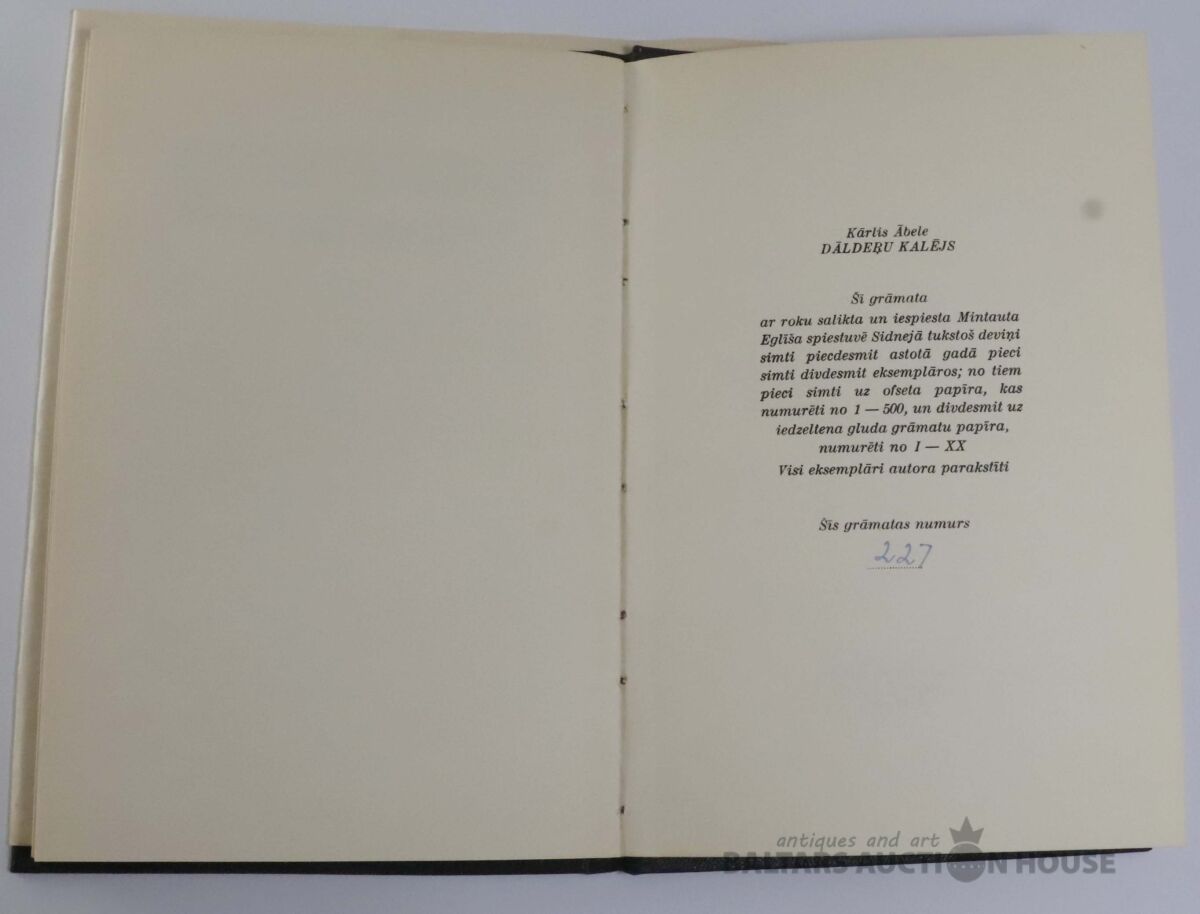 Kārlis Ābele
DĀLDEŖU KALĒJS
Šī grāmata
ar roku salikta un iespiesta Mintauta
Eglīša spiestuvē Sidnejā tukstoš deviņi
simti piecdesmit astotā gadā pieci
simti divdesmit eksemplāros; no tiem
pieci simti uz ofseta papīra, kas
numurēti no 1 — 500, un divdesmit uz
iedzeltena gluda grāmatu papīra,
numurēti no I — XX
Visi eksemplāri autora parakstīti
Šīs grāmatas numurs
227
antiques and art
BALTARS AUCTION HOUSE